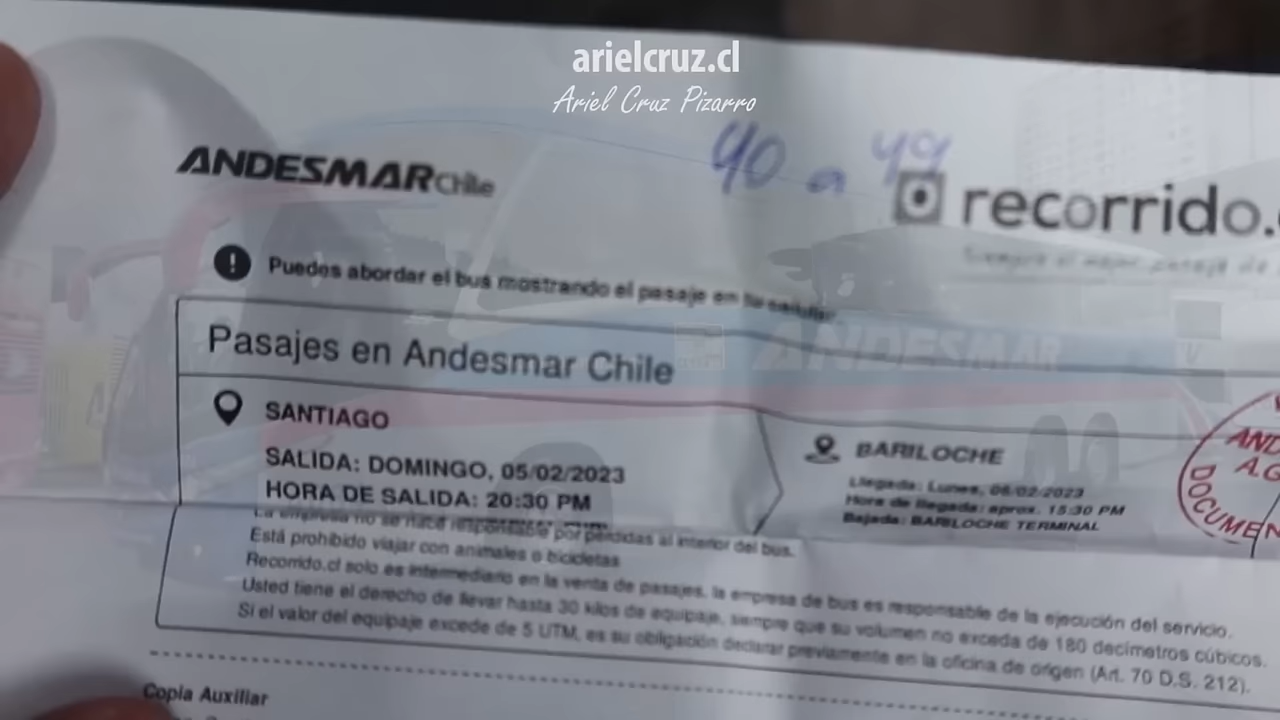 arielcruz.cl
Ariel Cruz Pizarro
40 a 49
ANDESMAR Chile
recorrido.
Puedes abordar el bus mostrando el pasaje en tu celular
Pasajes en Andesmar Chile
ANDESMAR
SANTIAGO
SALIDA: DOMINGO, 05/02/2023
HORA DE SALIDA: 20:30 PM
BARILOCHE
Llegada: Lunes, 06/02/2023
Hora de llegada: aprox. 15:30 PM
Bajada: BARILOCHE TERMINAL
AND
A.G
DOCUMEN
La empresa no se hace responsable por pérdidas al interior del bus.
Está prohibido viajar con animales o bicicletas
Recorrido.cl solo es intermediario en la venta de pasajes, la empresa de bus es responsable de la ejecución del servicio.
Usted tiene el derecho de llevar hasta 30 kilos de equipaje, siempre que su volumen no exceda de 180 decímetros cúbicos.
Si el valor del equipaje excede de 5 UTM, es su obligación declarar previamente en la oficina de origen (Art. 70 D.S. 212).
Copia Auxiliar